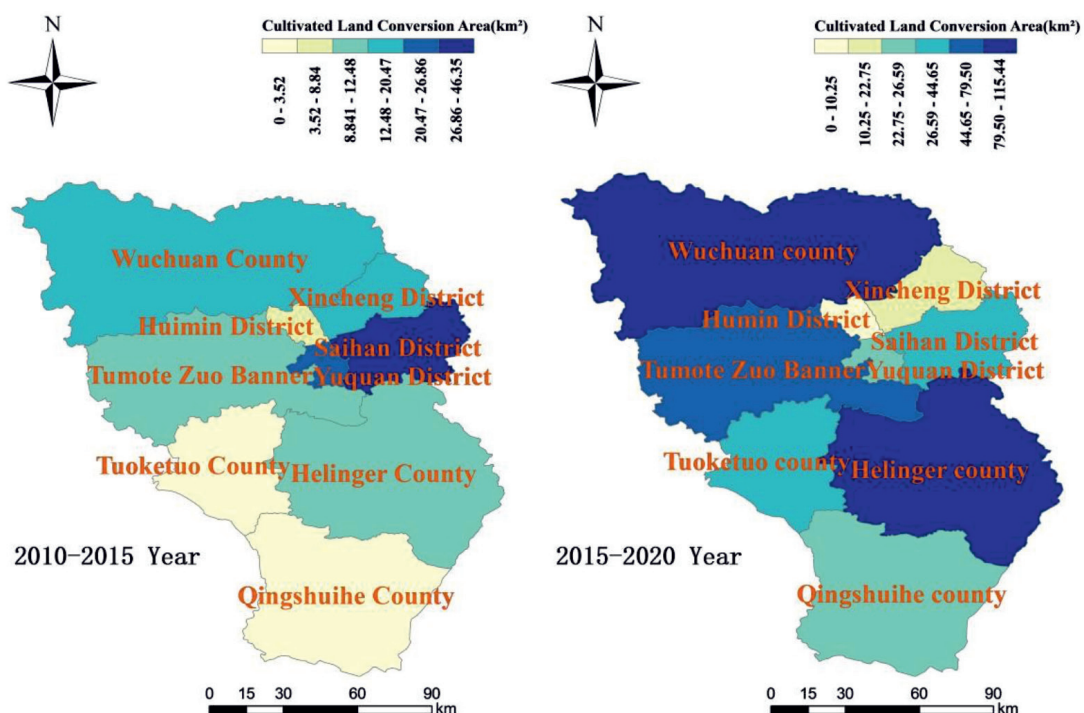 N
Cultivated Land Conversion Area(km²)
0 - 3.52
3.52 - 8.84
8.841 - 12.48
12.48 - 20.47
20.47 - 26.86
26.86 - 46.35
Wuchuan County
Xincheng District
Huimin District
Saihan District
Tumote Zuo Banner
Yuquan District
Tuoketuo County
Helinger County
2010-2015 Year
Qingshuihe County
0 15 30 60 90
km
N
Cultivated Land Conversion Area(km²)
0 - 10.25
10.25 - 22.75
22.75 - 26.59
26.59 - 44.65
44.65 - 79.50
79.50 - 115.44
Wuchuan county
Xincheng District
Humin District
Saihan District
Tumote Zuo Banner
Yuquan District
Tuoketuo county
Helinger county
2015-2020 Year
Qingshuihe county
0 15 30 60 90
km